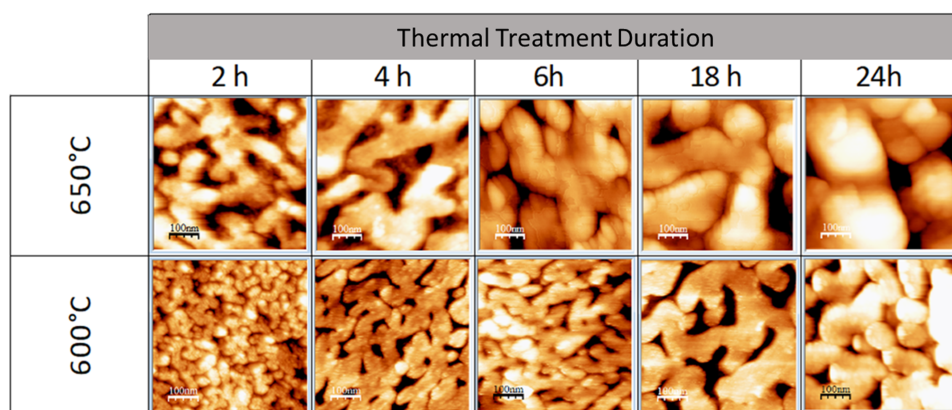 Thermal Treatment Duration
2 h 4 h 6h 18 h 24h
650°C
100nm 100nm 100nm 100nm 100nm
600°C
100nm 100nm 100nm 100nm 100nm